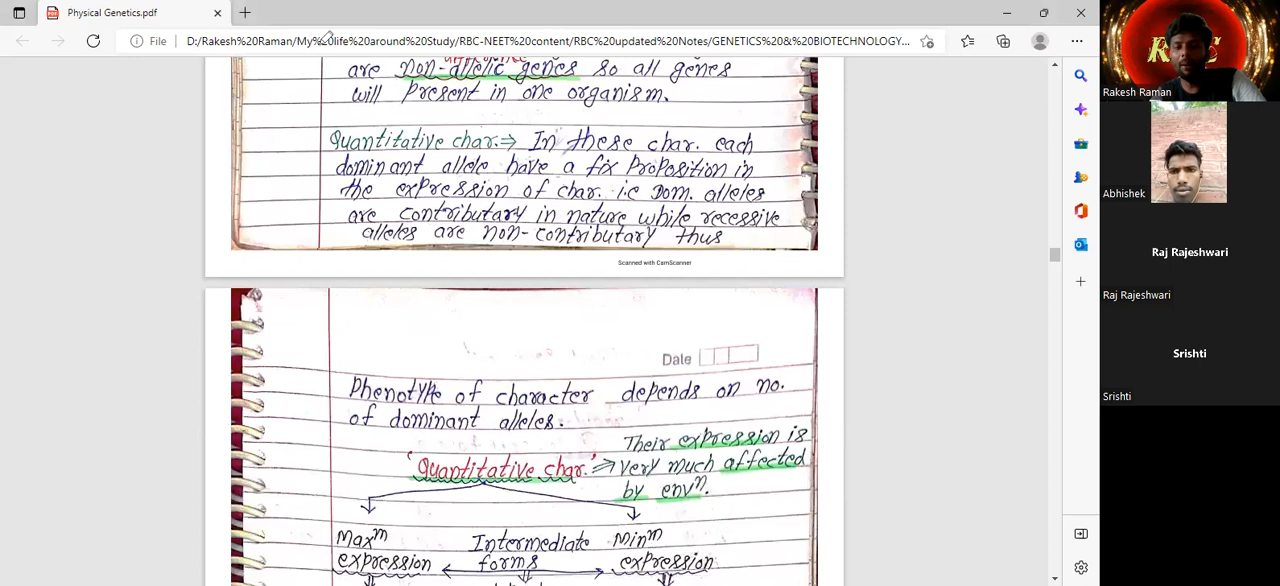 Physical Genetics.pdf
File
D:/Rakesh%20Raman/My%20life%20around%20Study/RBC-NEET%20content/RBC%20updated%20Notes/GENETICS%20&%20BIOTECHNOLOGY...
are non-allelic genes so all genes
will Present in one organism.
Quantitative char. ⇒ In these char. each
dominant allele have a fix Proposition in
the expression of char. i.e Dom. alleles
are contributary in nature while recessive
alleles are non-contributary thus
Scanned with CamScanner
Date
Phenotype of character depends on no.
of dominant alleles.
'Quantitative char.' ⇒ Their expression is
very much affected
by envⁿ.
Maxᵐ Intermediate Minᵐ
expression forms expression
Rakesh Raman
Abhishek
Raj Rajeshwari
Raj Rajeshwari
Srishti
Srishti